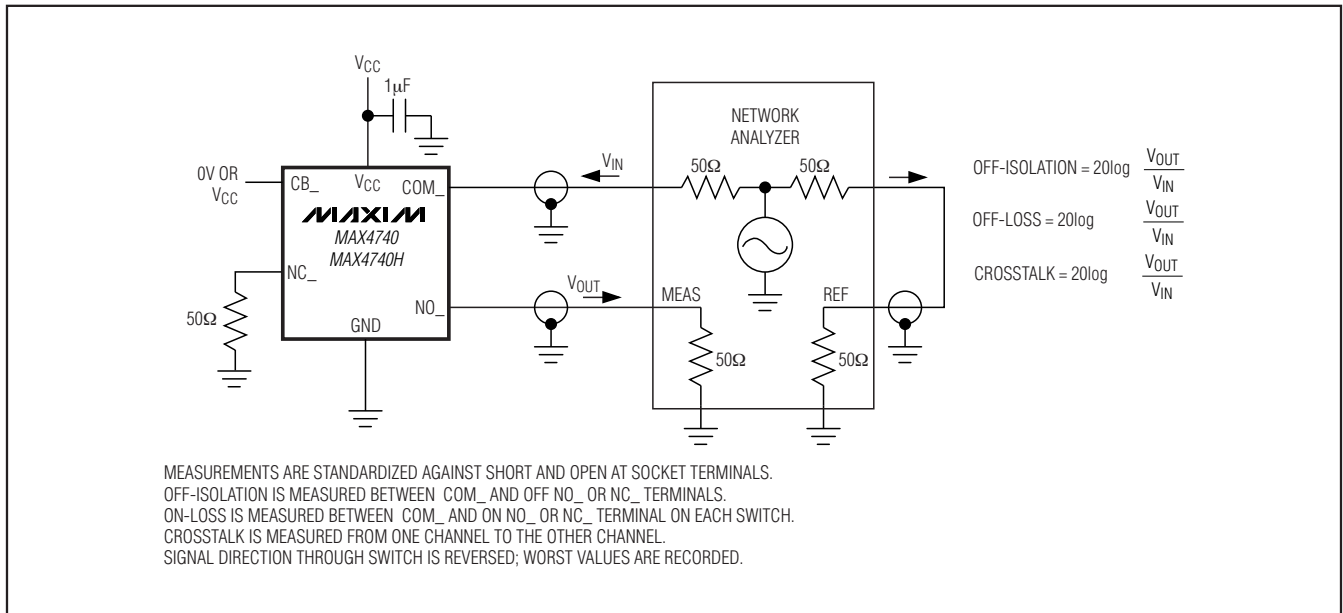 VCC
1µF
0V OR
VCC
CB_
VCC
COM_
MAXIM
MAX4740
MAX4740H
NC_
NO_
GND
50Ω
VIN
VOUT
NETWORK
ANALYZER
50Ω
50Ω
MEAS
REF
50Ω
50Ω
OFF-ISOLATION = 20log VOUT
VIN
OFF-LOSS = 20log VOUT
VIN
CROSSTALK = 20log VOUT
VIN
MEASUREMENTS ARE STANDARDIZED AGAINST SHORT AND OPEN AT SOCKET TERMINALS.
OFF-ISOLATION IS MEASURED BETWEEN COM_ AND OFF NO_ OR NC_ TERMINALS.
ON-LOSS IS MEASURED BETWEEN COM_ AND ON NO_ OR NC_ TERMINAL ON EACH SWITCH.
CROSSTALK IS MEASURED FROM ONE CHANNEL TO THE OTHER CHANNEL.
SIGNAL DIRECTION THROUGH SWITCH IS REVERSED; WORST VALUES ARE RECORDED.